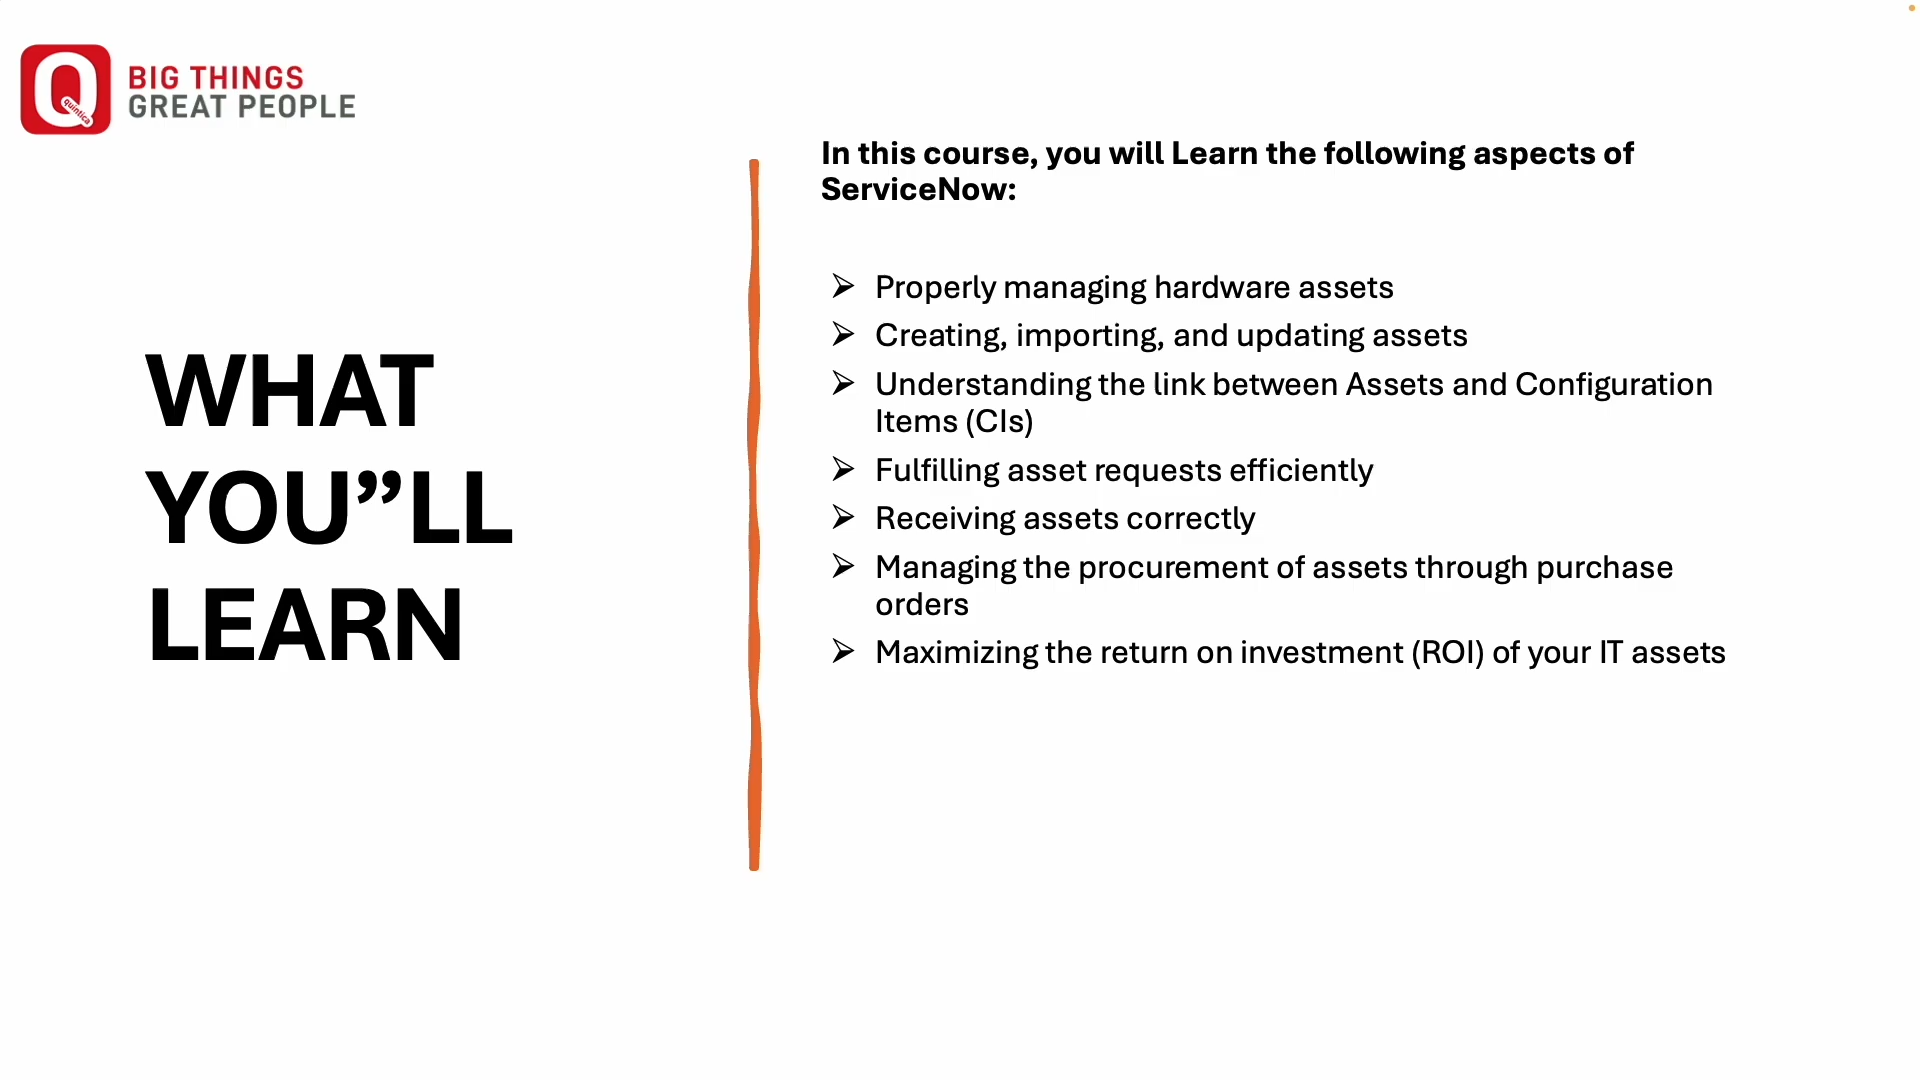 quintica
BIG THINGS
GREAT PEOPLE
WHAT
YOU”LL
LEARN
In this course, you will Learn the following aspects of
ServiceNow:
➢ Properly managing hardware assets
➢ Creating, importing, and updating assets
➢ Understanding the link between Assets and Configuration
Items (CIs)
➢ Fulfilling asset requests efficiently
➢ Receiving assets correctly
➢ Managing the procurement of assets through purchase
orders
➢ Maximizing the return on investment (ROI) of your IT assets